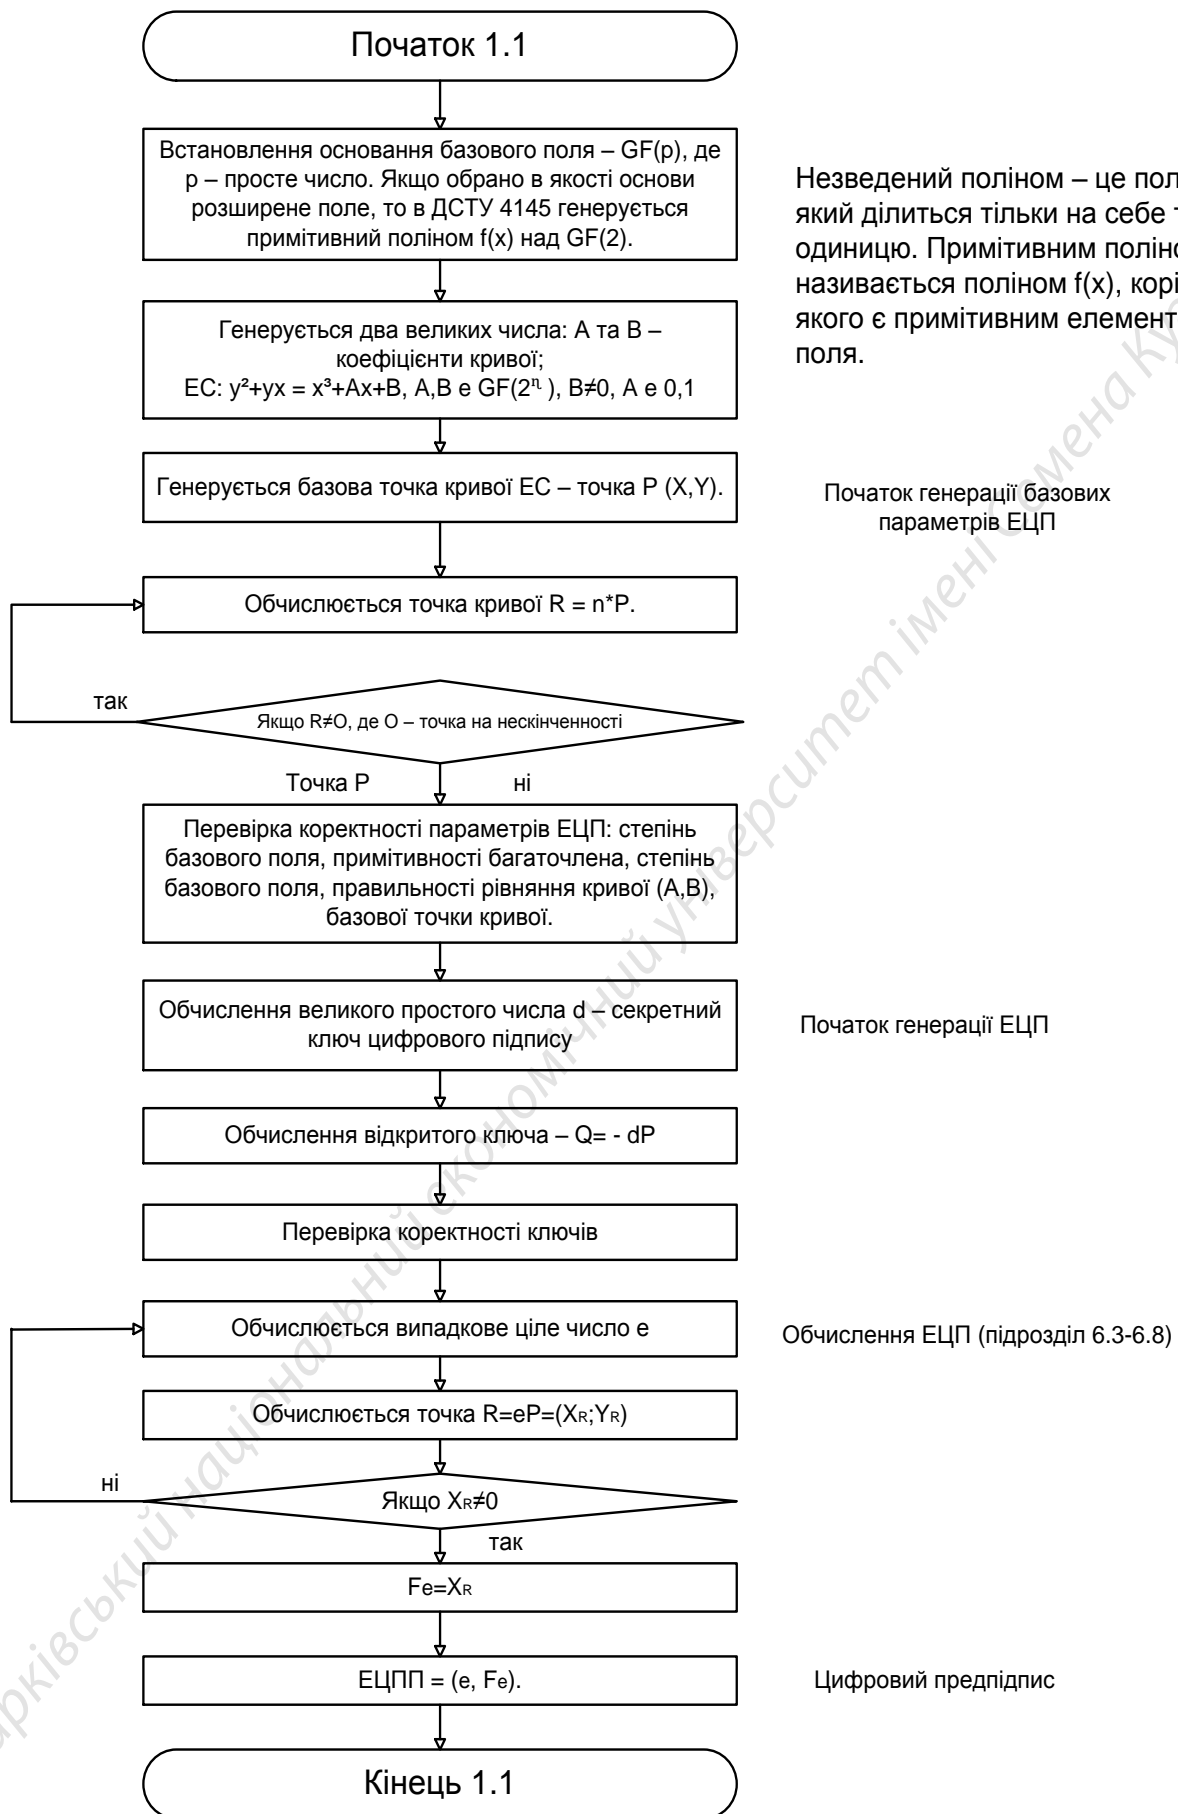 Початок 1.1
Встановлення основання базового поля – GF(p), де
p – просте число. Якщо обрано в якості основи
розширене поле, то в ДСТУ 4145 генерується
примітивний поліном f(x) над GF(2).
Незведений поліном – це
який ділиться тільки на себе
одиницю. Примітивним
називається поліном f(x),
якого є примітивним
поля.
Генерується два великих числа: A та B –
коефіцієнти кривої;
ЕС: y²+yx = x³+Ax+B, A,B e GF(2ⁿ ), B≠0, A e 0,1
Генерується базова точка кривої ЕС – точка P (X,Y).
Початок генерації базових
параметрів ЕЦП
Обчислюється точка кривої R = n*P.
так
Якщо R≠O, де O – точка на нескінченності
Точка P
ні
Перевірка коректності параметрів ЕЦП: степінь
базового поля, примітивності багаточлена, степінь
базового поля, правильності рівняння кривої (A,B),
базової точки кривої.
Обчислення великого простого числа d – секретний
ключ цифрового підпису
Початок генерації ЕЦП
Обчислення відкритого ключа – Q= - dP
Перевірка коректності ключів
Обчислюється випадкове ціле число e
Обчислення ЕЦП (підрозділ 6.3-6.8)
Обчислюється точка R=eP=(XR;YR)
ні
Якщо XR≠0
так
Fe=XR
ЕЦПП = (e, Fe).
Цифровий предпідпис
Кінець 1.1
національний економічний університет імені Семена